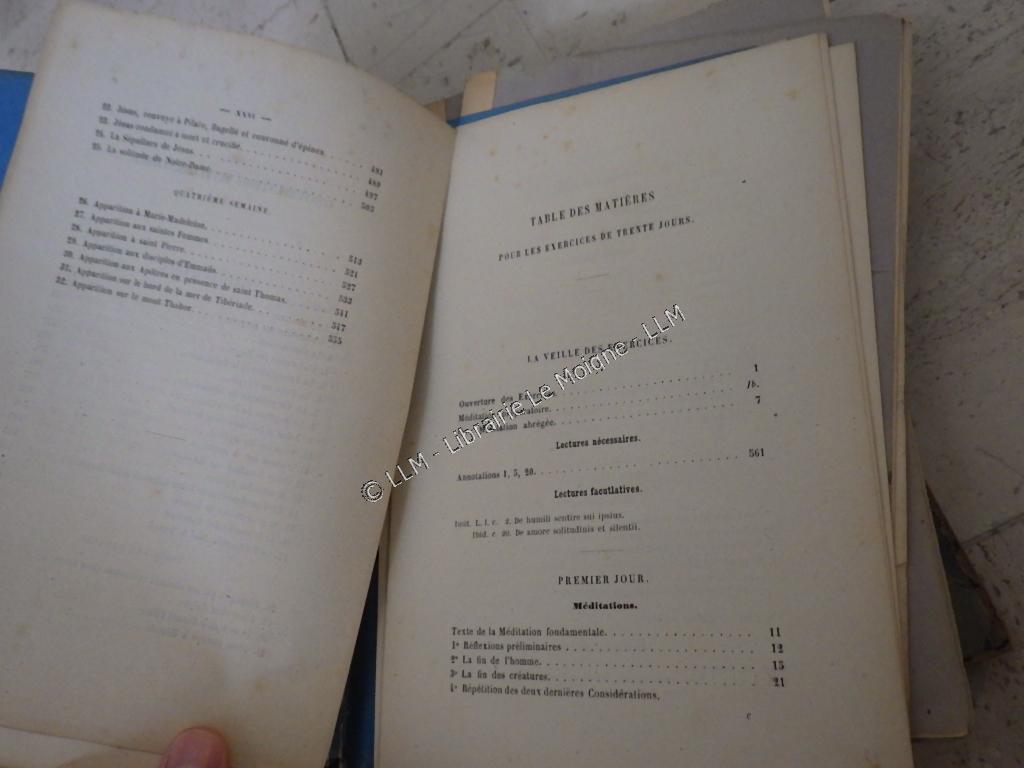 — XXVI —
22. Jésus, renvoyé à Pilate, flagellé et couronné d'épines. 481
23. Jésus condamné à mort et crucifié. 489
24. La Sépulture de Jésus. 497
25. La solitude de Notre-Dame. 503
QUATRIÈME SEMAINE.
26. Apparition à Marie-Madeleine. 513
27. Apparition aux saintes Femmes. 521
28. Apparition à saint Pierre. 527
29. Apparition aux disciples d'Emmaüs. 533
30. Apparition aux Apôtres en présence de saint Thomas. 541
31. Apparition sur le bord de la mer de Tibériade. 547
32. Apparition sur le mont Thabor. 555
TABLE DES MATIÈRES
POUR LES EXERCICES DE TRENTE JOURS.
LA VEILLE DES EXERCICES.
Ouverture des 1
Ib.
abrégée. 7
Lectures nécessaires.
Annotations 1, 5, 20. 561
Lectures facutlatives.
Imit. L. I. c. 2. De humili sentire sui ipsius.
Ibid. c. 20. De amore solitudinis et silentii.
PREMIER JOUR.
Méditations.
Texte de la Méditation fondamentale. 11
1° Réflexions préliminaires 12
2° La fin de l'homme. 15
3° La fin des créatures. 21
4° Répétition des deux dernières Considérations.
c
© LLM - Librairie Le Moigne - LLM